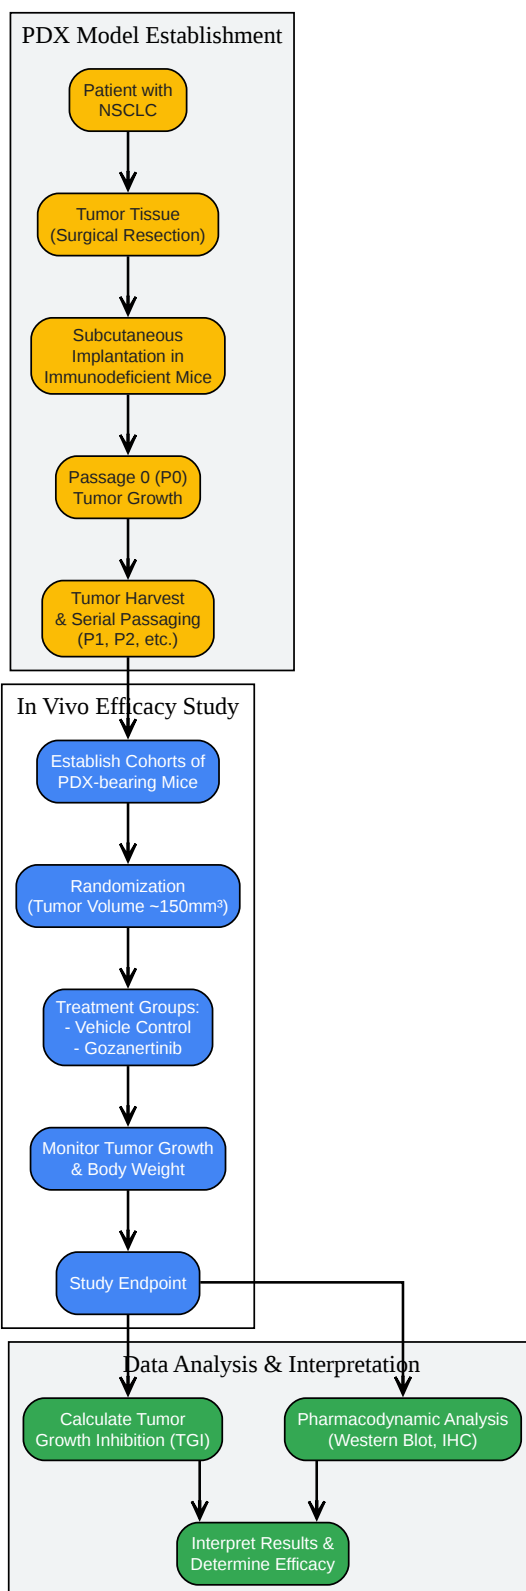 PDX Model Establishment
Patient with
NSCLC
Tumor Tissue
(Surgical Resection)
Subcutaneous
Implantation in
Immunodeficient Mice
Passage 0 (P0)
Tumor Growth
Tumor Harvest
& Serial Passaging
(P1, P2, etc.)
In Vivo Efficacy Study
Establish Cohorts of
PDX-bearing Mice
Randomization
(Tumor Volume ~150mm³)
Treatment Groups:
- Vehicle Control
- Gozanertinib
Monitor Tumor Growth
& Body Weight
Study Endpoint
Data Analysis & Interpretation
Calculate Tumor
Growth Inhibition (TGI)
Pharmacodynamic Analysis
(Western Blot, IHC)
Interpret Results &
Determine Efficacy